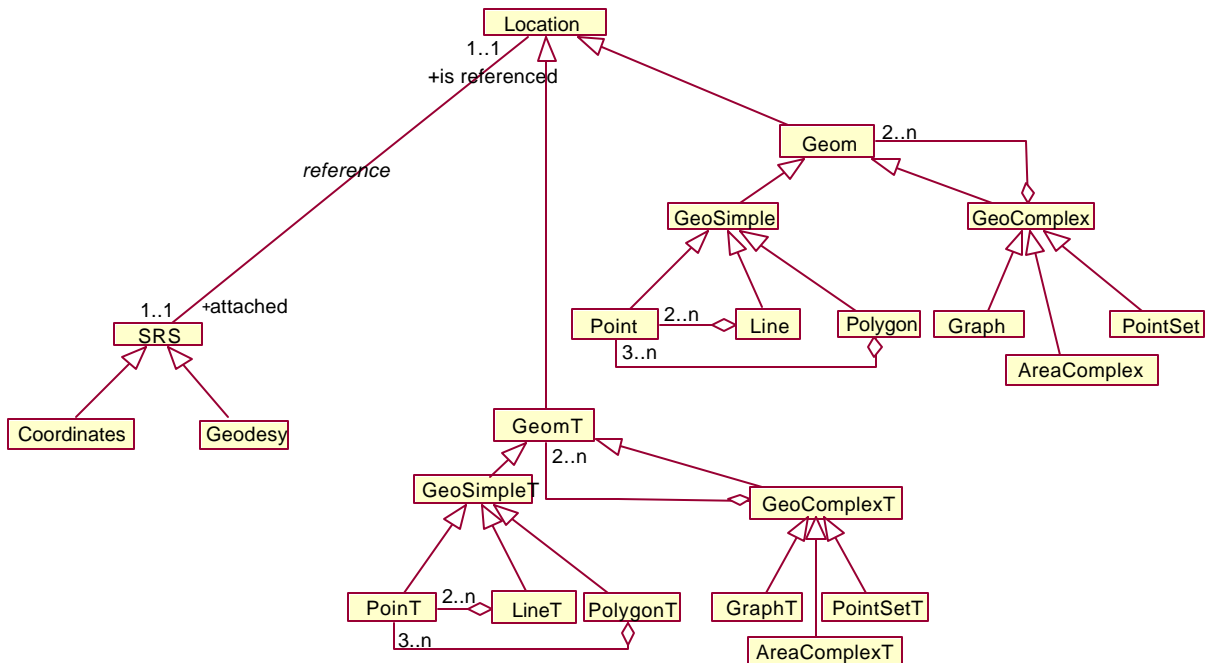 Location
1..1
+is referenced
2..n
Geom
reference
GeoSimple
GeoComplex
1..1
+attached
2..n
Point
Line
Polygon
Graph
PointSet
SRS
3..n
AreaComplex
Coordinates
Geodesy
GeomT
2..n
GeoSimpleT
GeoComplexT
2..n
PoinT
LineT
PolygonT
GraphT
PointSetT
3..n
AreaComplexT